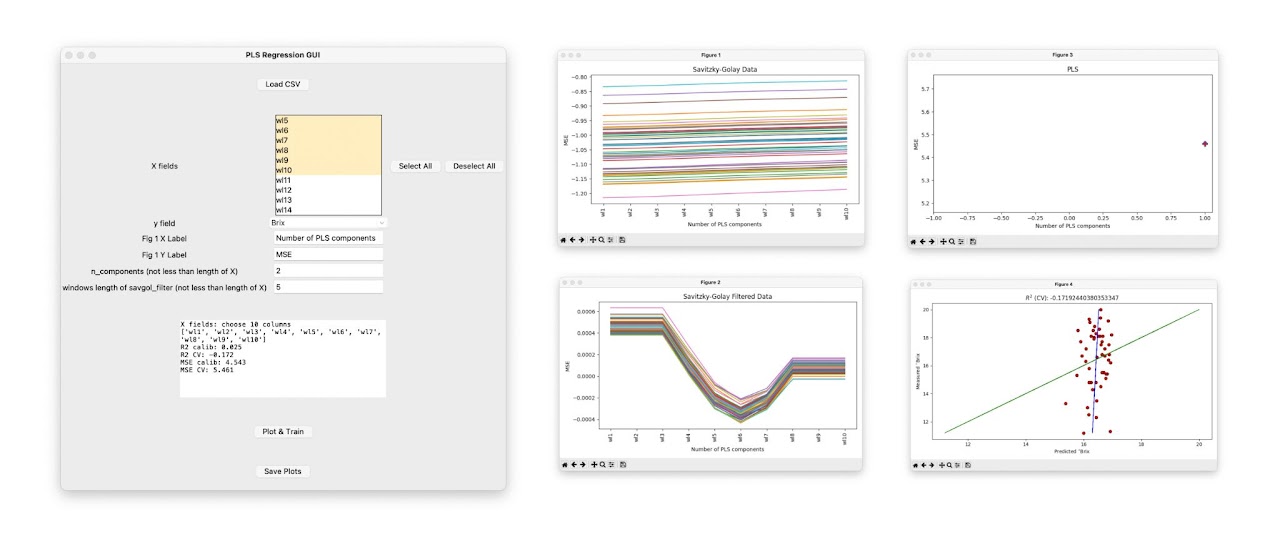 PLS Regression GUI
Load CSV
X fields
wl5
wl6
wl7
wl8
wl9
wl10
wl11
wl12
wl13
wl14
Select All
Deselect All
y field
Brix
Fig 1 X Label
Number of PLS components
Fig 1 Y Label
MSE
n_components (not less than length of X)
2
windows length of savgol_filter (not less than length of X)
5
X fields: choose 10 columns
['wl1', 'wl2', 'wl3', 'wl4', 'wl5', 'wl6', 'wl7',
'wl8', 'wl9', 'wl10']
R2 calib: 0.025
R2 CV: -0.172
MSE calib: 4.543
MSE CV: 5.461
Plot & Train
Save Plots
Figure 1
Savitzky-Golay Data
MSE
−0.80
−0.85
−0.90
−0.95
−1.00
−1.05
−1.10
−1.15
−1.20
wl1
wl2
wl3
wl4
wl5
wl6
wl7
wl8
wl9
wl10
Number of PLS components
Figure 2
Savitzky-Golay Filtered Data
MSE
0.0006
0.0004
0.0002
0.0000
−0.0002
−0.0004
wl1
wl2
wl3
wl4
wl5
wl6
wl7
wl8
wl9
wl10
Number of PLS components
Figure 3
PLS
MSE
5.7
5.6
5.5
5.4
5.3
5.2
−1.00
−0.75
−0.50
−0.25
0.00
0.25
0.50
0.75
1.00
Number of PLS components
Figure 4
R² (CV): -0.17192440380353347
Measured °Brix
20
18
16
14
12
12
14
16
18
20
Predicted °Brix